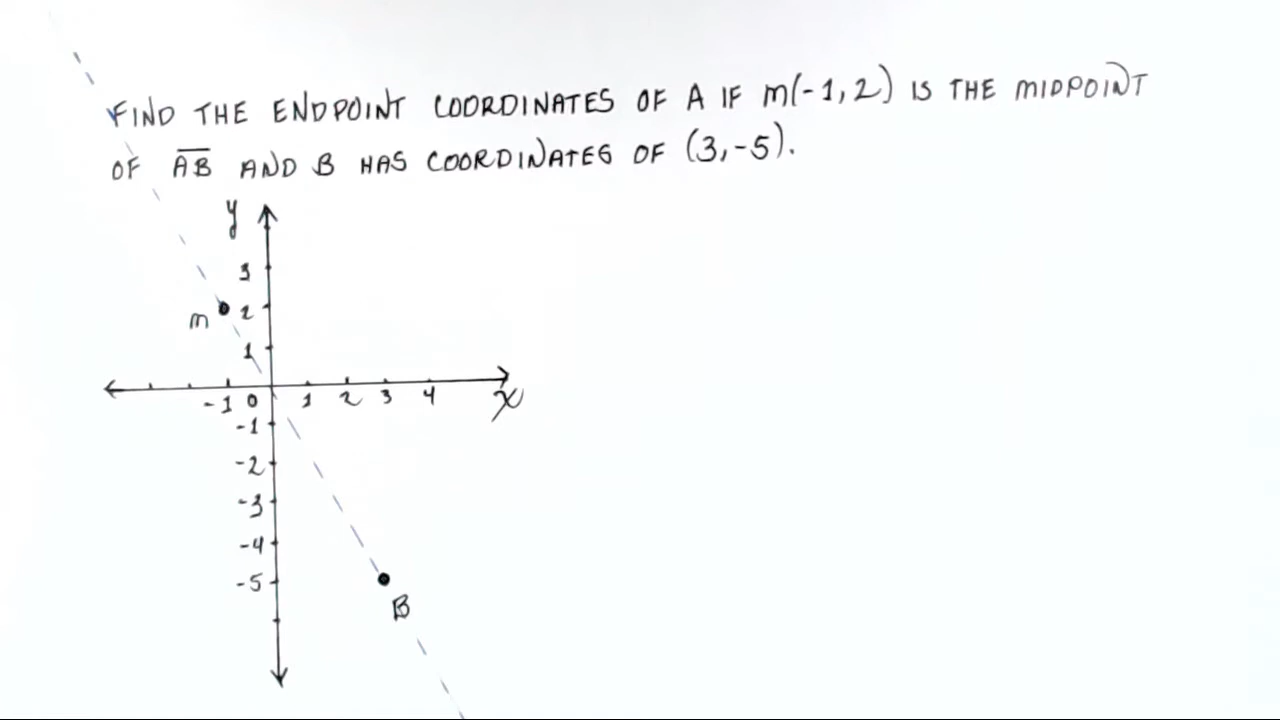 FIND THE ENDPOINT COORDINATES OF A IF m(-1,2) IS THE MIDPOINT
OF AB AND B HAS COORDINATES OF (3,-5).
y
3
m 2
1
-1 0 1 2 3 4 x
-1
-2
-3
-4
-5
B